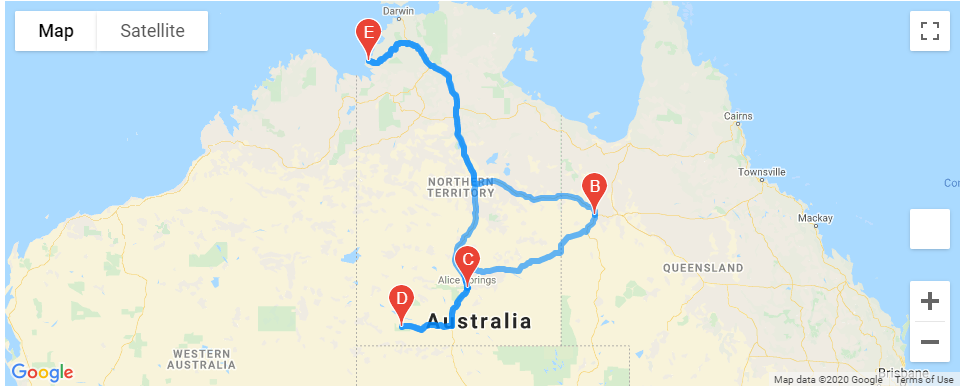 Map
Satellite
Darwin
E
Cairns
Townsville
Co
NORTHERN
TERRITORY
B
Mackay
C
Alice Springs
QUEENSLAND
D
Australia
WESTERN
AUSTRALIA
Google
Brisbane
Map data ©2020 Google
Terms of Use